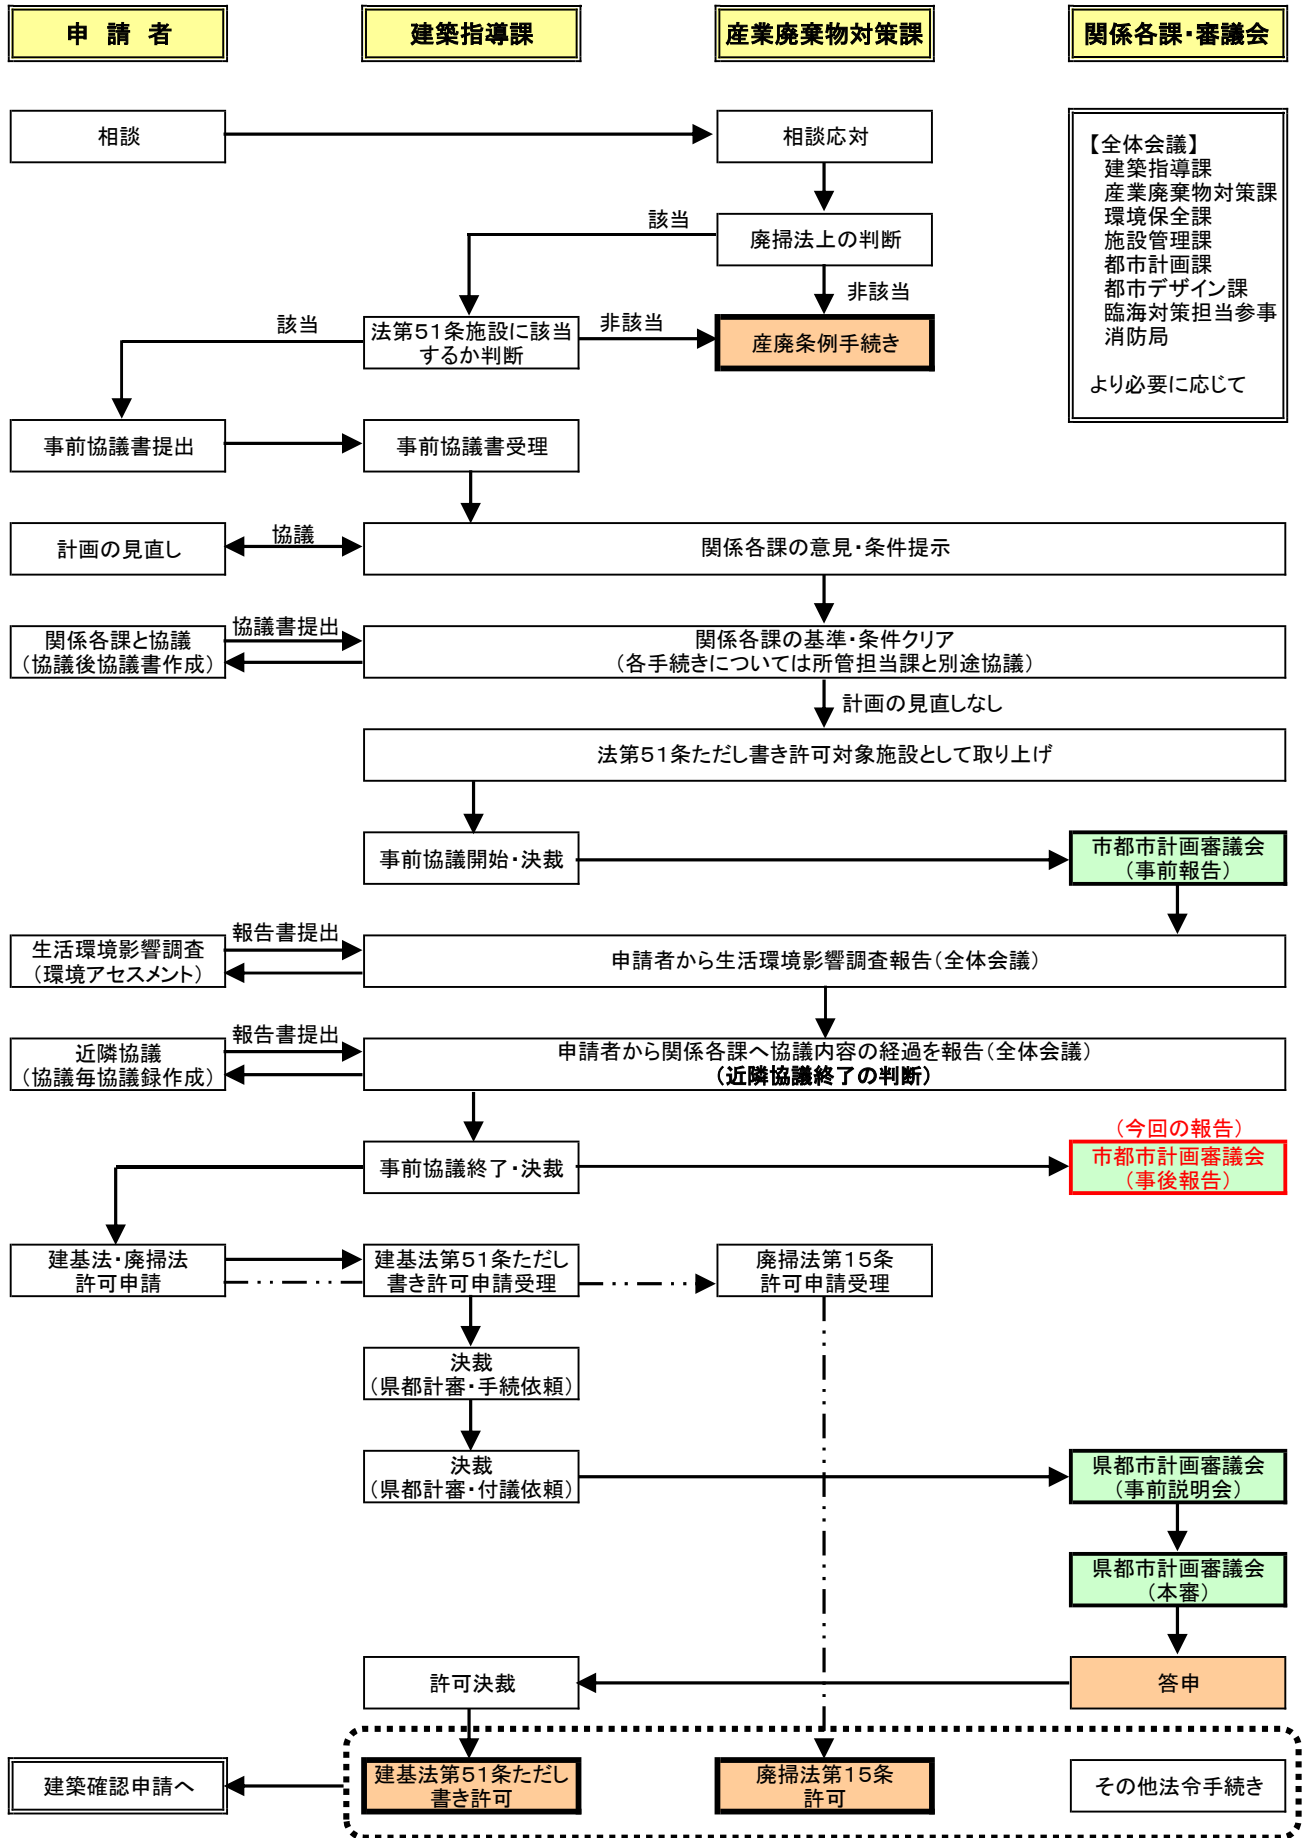 申 請 者
建築指導課
産業廃棄物対策課
関係各課・審議会
相談
相談応対
【全体会議】
建築指導課
産業廃棄物対策課
環境保全課
施設管理課
都市計画課
都市デザイン課
臨海対策担当参事
消防局
より必要に応じて
該当
廃掃法上の判断
非該当
該当
法第51条施設に該当
するか判断
非該当
産廃条例手続き
事前協議書提出
事前協議書受理
計画の見直し
協議
関係各課の意見・条件提示
関係各課と協議
(協議後協議書作成)
協議書提出
関係各課の基準・条件クリア
(各手続きについては所管担当課と別途協議)
計画の見直しなし
法第51条ただし書き許可対象施設として取り上げ
事前協議開始・決裁
市都市計画審議会
(事前報告)
生活環境影響調査
(環境アセスメント)
報告書提出
申請者から生活環境影響調査報告(全体会議)
近隣協議
(協議毎協議録作成)
報告書提出
申請者から関係各課へ協議内容の経過を報告(全体会議)
(近隣協議終了の判断)
(今回の報告)
事前協議終了・決裁
市都市計画審議会
(事後報告)
建基法・廃掃法
許可申請
建基法第51条ただし
書き許可申請受理
廃掃法第15条
許可申請受理
決裁
(県都計審・手続依頼)
決裁
(県都計審・付議依頼)
県都市計画審議会
(事前説明会)
県都市計画審議会
(本審)
許可決裁
答申
建築確認申請へ
建基法第51条ただし
書き許可
廃掃法第15条
許可
その他法令手続き